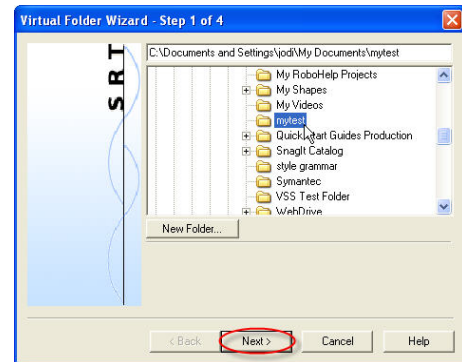 Virtual Folder Wizard - Step 1 of 4
SRT
C:\Documents and Settings\jodi\My Documents\mytest
My RoboHelp Projects
My Shapes
My Videos
mytest
QuickStart Guides Production
SnagIt Catalog
style grammar
Symantec
VSS Test Folder
WebDrive
New Folder...
< Back
Next >
Cancel
Help